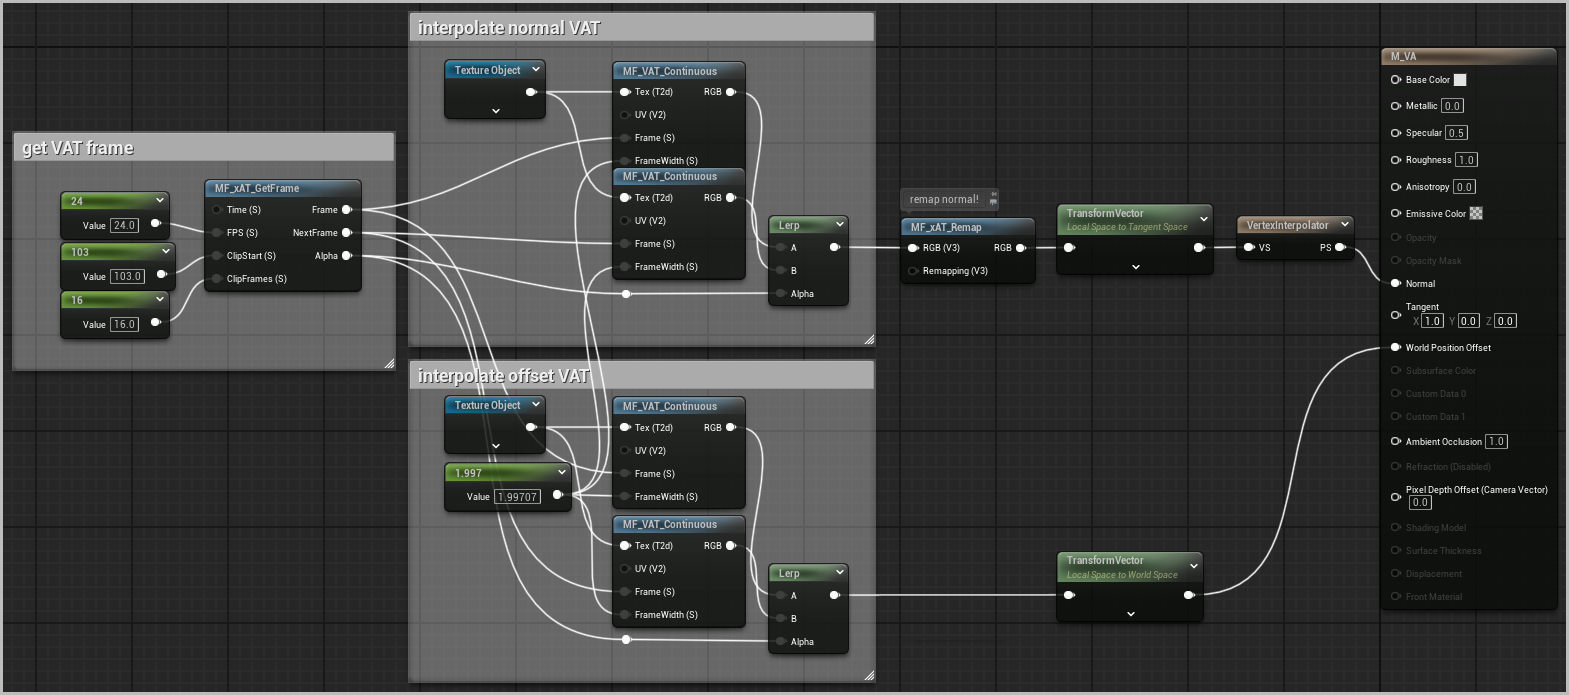 get VAT frame
24
Value 24.0
103
Value 103.0
16
Value 16.0
MF_xAT_GetFrame
Time (S) Frame
FPS (S) NextFrame
ClipStart (S) Alpha
ClipFrames (S)
interpolate normal VAT
Texture Object
MF_VAT_Continuous
Tex (T2d) RGB
UV (V2)
Frame (S)
FrameWidth (S)
MF_VAT_Continuous
Tex (T2d) RGB
UV (V2)
Frame (S)
FrameWidth (S)
Lerp
A
B
Alpha
interpolate offset VAT
Texture Object
1.997
Value 1.99707
MF_VAT_Continuous
Tex (T2d) RGB
UV (V2)
Frame (S)
FrameWidth (S)
MF_VAT_Continuous
Tex (T2d) RGB
UV (V2)
Frame (S)
FrameWidth (S)
Lerp
A
B
Alpha
remap normal!
MF_xAT_Remap
RGB (V3) RGB
Remapping (V3)
TransformVector
Local Space to Tangent Space
VertexInterpolator
VS PS
TransformVector
Local Space to World Space
M_VA
Base Color
Metallic 0.0
Specular 0.5
Roughness 1.0
Anisotropy 0.0
Emissive Color
Opacity
Opacity Mask
Normal
Tangent
X 1.0 Y 0.0 Z 0.0
World Position Offset
Subsurface Color
Custom Data 0
Custom Data 1
Ambient Occlusion 1.0
Refraction (Disabled)
Pixel Depth Offset (Camera Vector)
0.0
Shading Model
Surface Thickness
Displacement
Front Material